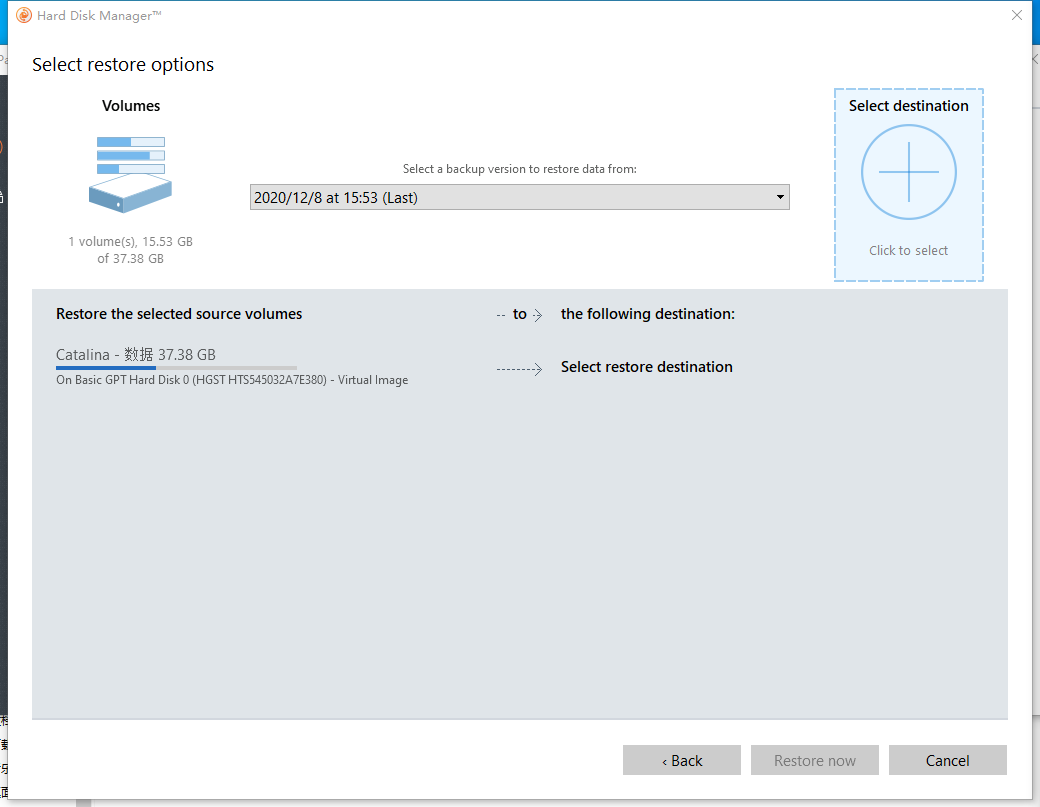 Hard Disk Manager™
Select restore options
Volumes
1 volume(s), 15.53 GB
of 37.38 GB
Select a backup version to restore data from:
2020/12/8 at 15:53 (Last)
Select destination
Click to select
Restore the selected source volumes
-- to
the following destination:
Catalina - 数据 37.38 GB
On Basic GPT Hard Disk 0 (HGST HTS545032A7E380) - Virtual Image
Select restore destination
‹ Back
Restore now
Cancel